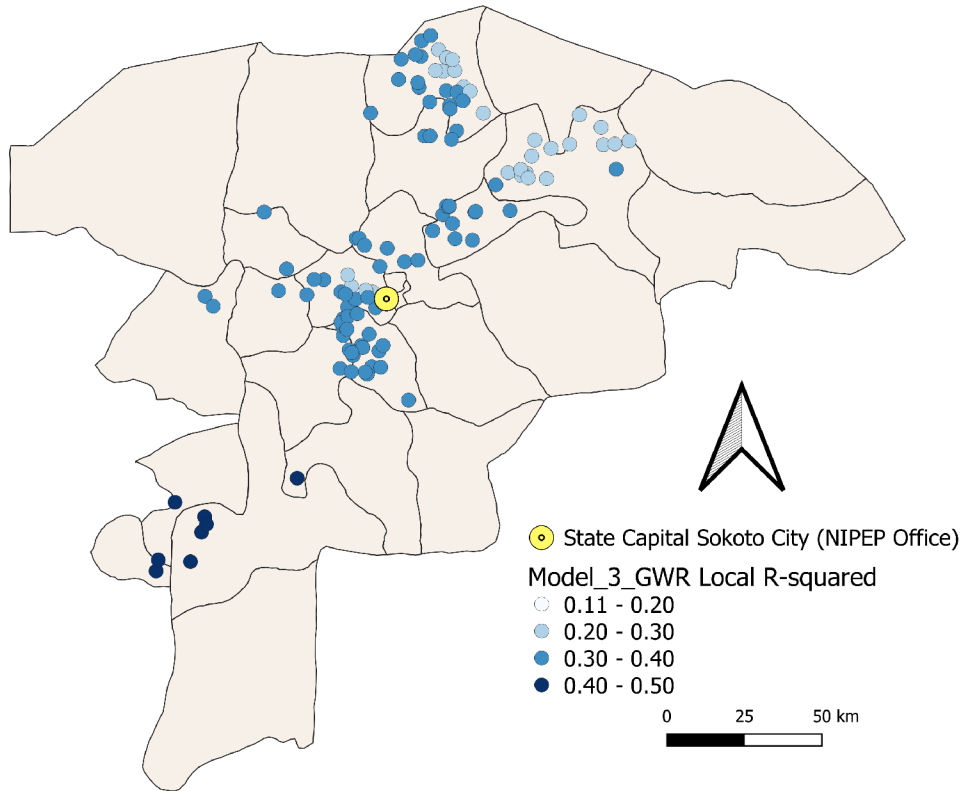 State Capital Sokoto City (NIPEP Office)
Model_3_GWR Local R-squared
0.11 - 0.20
0.20 - 0.30
0.30 - 0.40
0.40 - 0.50
0 25 50 km